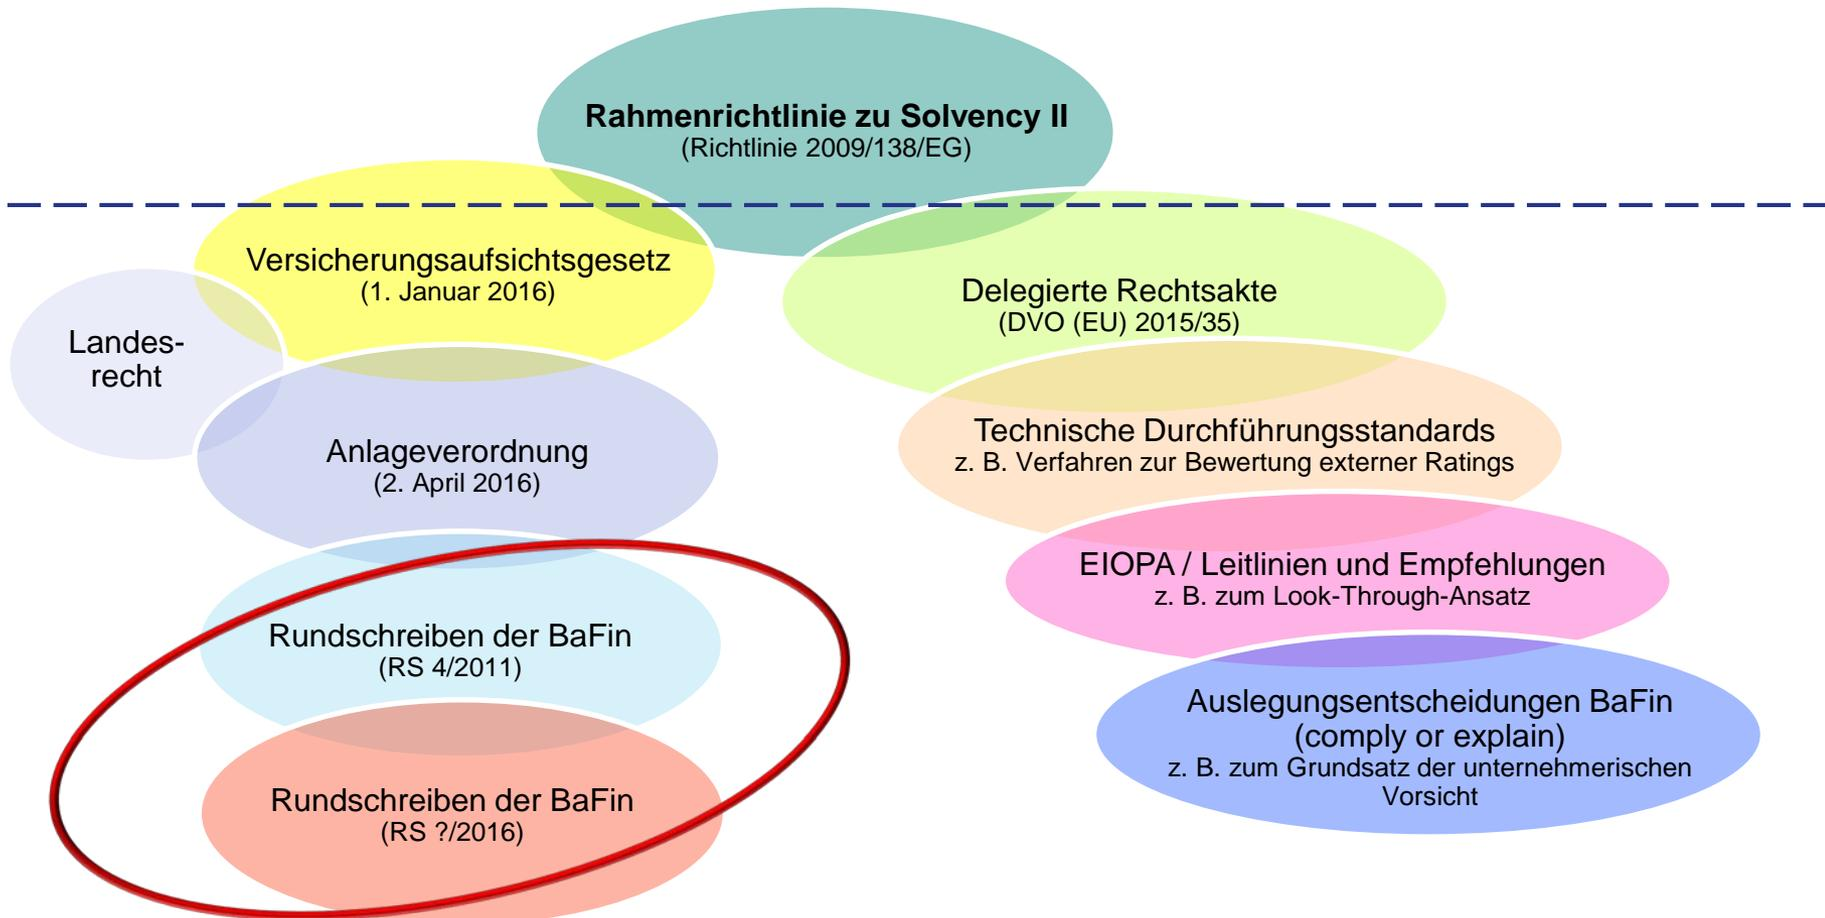 Rahmenrichtlinie zu Solvency II
(Richtlinie 2009/138/EG)
Versicherungsaufsichtsgesetz
(1. Januar 2016)
Landes-
recht
Anlageverordnung
(2. April 2016)
Rundschreiben der BaFin
(RS 4/2011)
Rundschreiben der BaFin
(RS ?/2016)
Delegierte Rechtsakte
(DVO (EU) 2015/35)
Technische Durchführungsstandards
z. B. Verfahren zur Bewertung externer Ratings
EIOPA / Leitlinien und Empfehlungen
z. B. zum Look-Through-Ansatz
Auslegungsentscheidungen BaFin
(comply or explain)
z. B. zum Grundsatz der unternehmerischen
Vorsicht